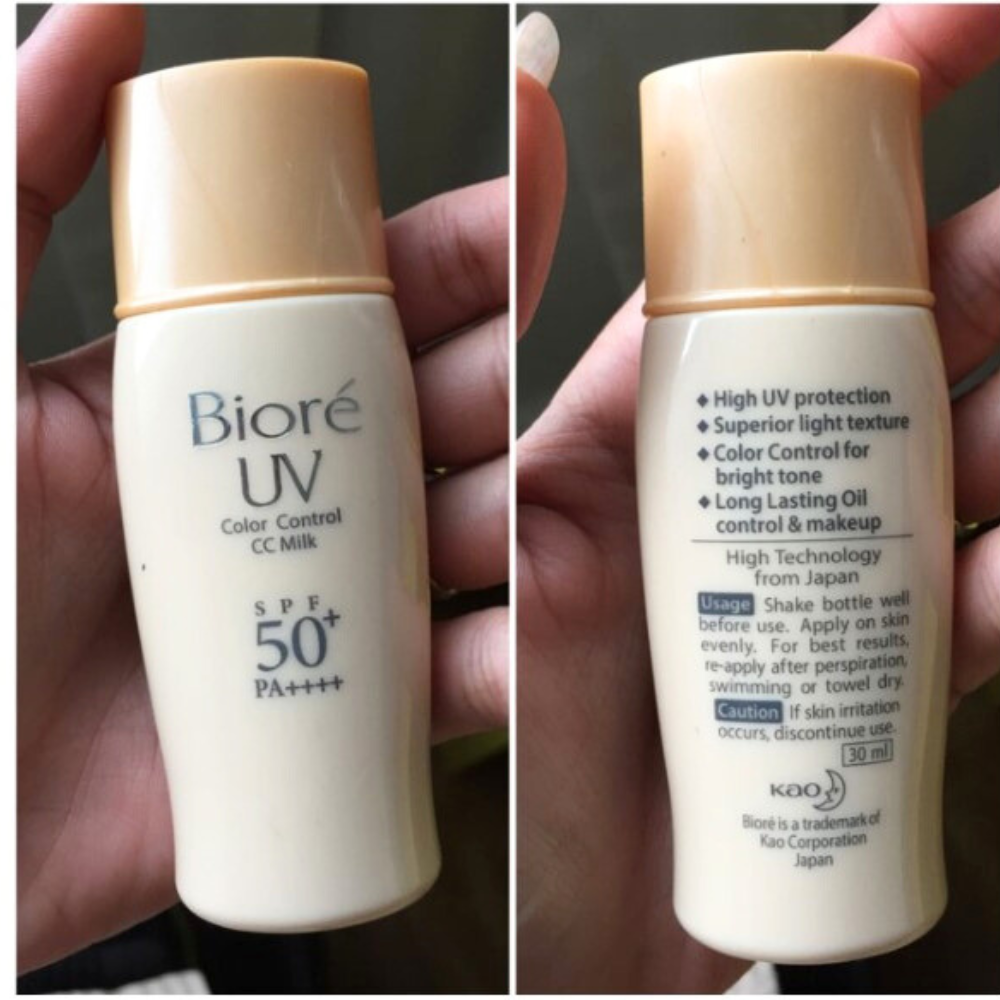 Bioré
UV
Color Control
CC Milk
SPF
50+
PA++++
◆ High UV protection
◆ Superior light texture
◆ Color Control for
bright tone
◆ Long Lasting Oil
control & makeup
High Technology
from Japan
Usage Shake bottle well
before use. Apply on skin
evenly. For best results,
re-apply after perspiration,
swimming or towel dry.
Caution If skin irritation
occurs, discontinue use.
30 ml
Kao
Bioré is a trademark of
Kao Corporation
Japan